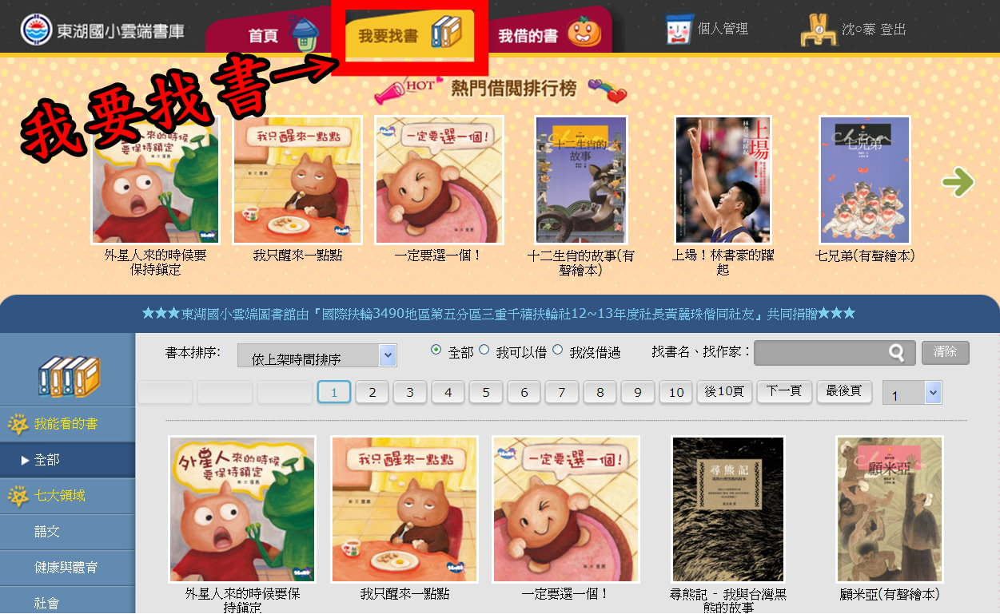 東湖國小雲端書庫
首頁
我要找書
我借的書
個人管理
沈○蓁 登出
我要找書→
HOT 熱門借閱排行榜
人來的時候
要保持鎮定
我只醒來一點點
一定要選一個！
十二生肖的
故事
上場！
林書豪的躍起
七兄弟
外星人來的時候要
保持鎮定
我只醒來一點點
一定要選一個！
十二生肖的故事(有
聲繪本)
上場！林書豪的躍
起
七兄弟(有聲繪本)
★★★東湖國小雲端圖書館由『國際扶輪3490地區第五分區三重千禧扶輪社12~13年度社長黃麗珠偕同社友』共同捐贈★★★
書本排序:
依上架時間排序
全部
我可以借
我沒借過
找書名、找作家：
清除
1 2 3 4 5 6 7 8 9 10 後10頁 下一頁 最後頁 1
我能看的書
▶全部
七大領域
語文
健康與體育
社會
外星人來的時候
要保持鎮定
我只醒來一點點
一定要選一個！
尋熊記
我與台灣黑熊的故事
顧米亞
外星人來的時候要保
持鎮定
我只醒來一點點
一定要選一個！
尋熊記 - 我與台灣黑
熊的故事
顧米亞(有聲繪本)